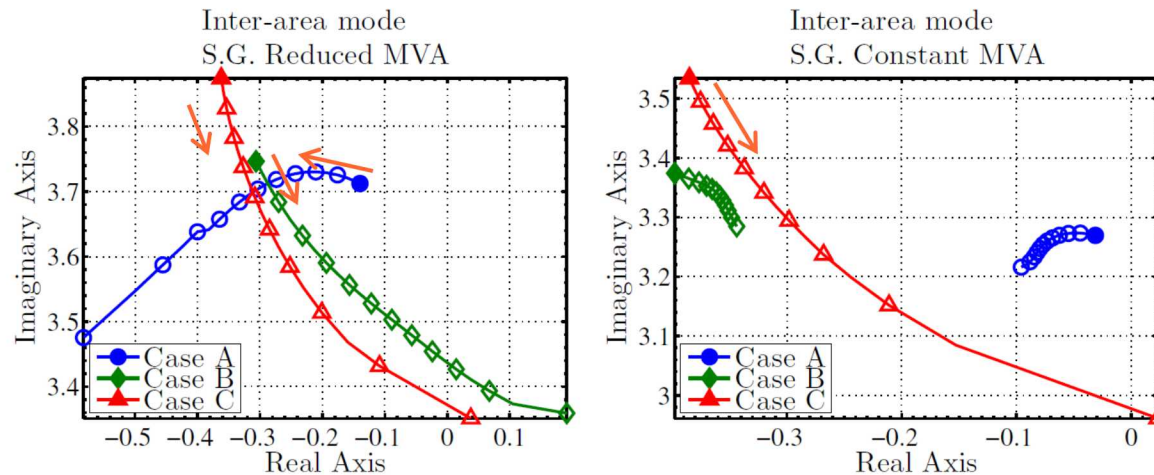 Inter-area mode
S.G. Reduced MVA
3.8
3.7
3.6
3.5
3.4
Imaginary Axis
Case A
Case B
Case C
−0.5 −0.4 −0.3 −0.2 −0.1 0 0.1
Real Axis
Inter-area mode
S.G. Constant MVA
3.5
3.4
3.3
3.2
3.1
3
Imaginary Axis
Case A
Case B
Case C
−0.3 −0.2 −0.1 0
Real Axis